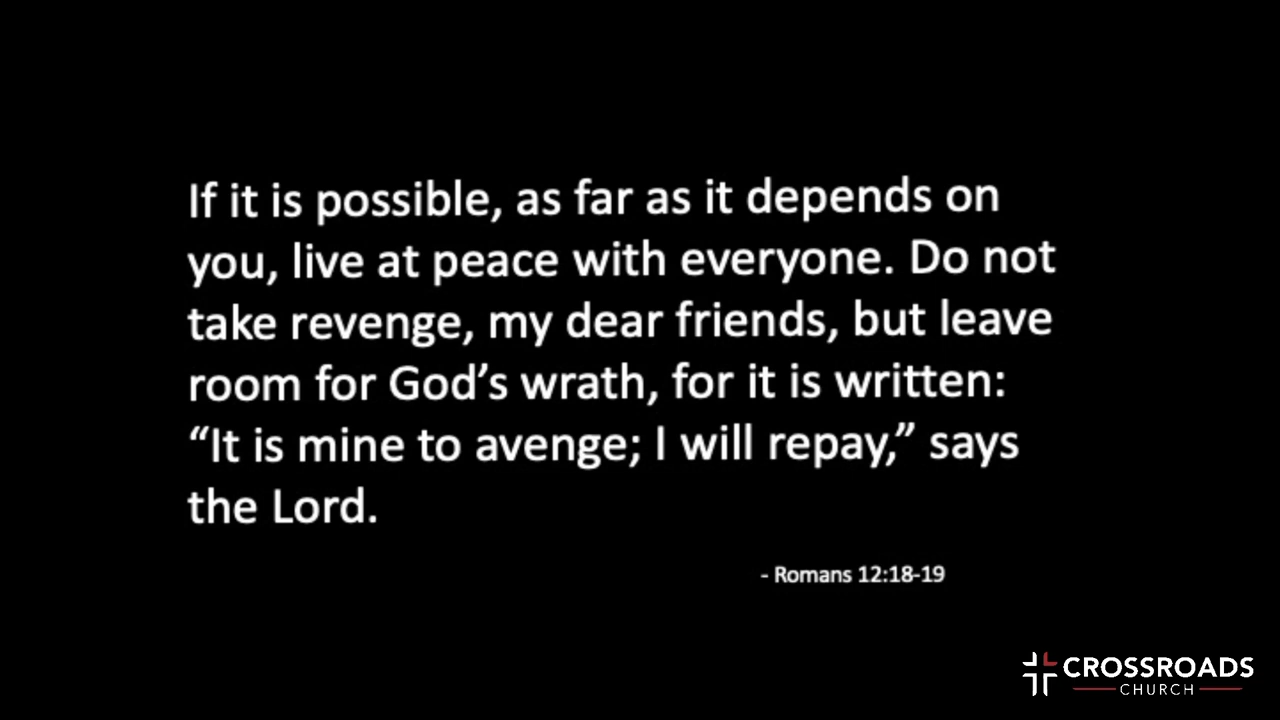 If it is possible, as far as it depends on
you, live at peace with everyone. Do not
take revenge, my dear friends, but leave
room for God’s wrath, for it is written:
“It is mine to avenge; I will repay,” says
the Lord.
- Romans 12:18-19
CROSSROADS
CHURCH